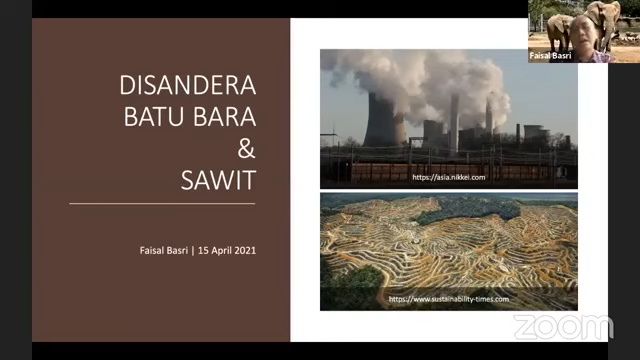 DISANDERA
BATU BARA
&
SAWIT
Faisal Basri | 15 April 2021
https://asia.nikkei.com
https://www.sustainability-times.com
Faisal Basri
zoom